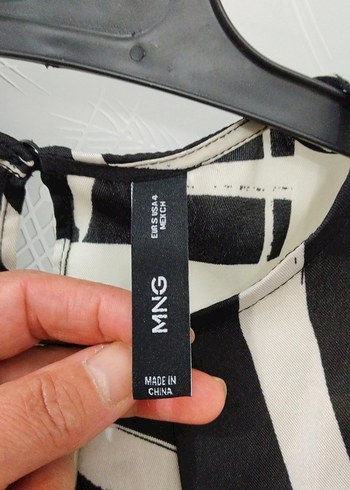 EUR S USA 4
MEX CH
MNG
MADE IN
CHINA